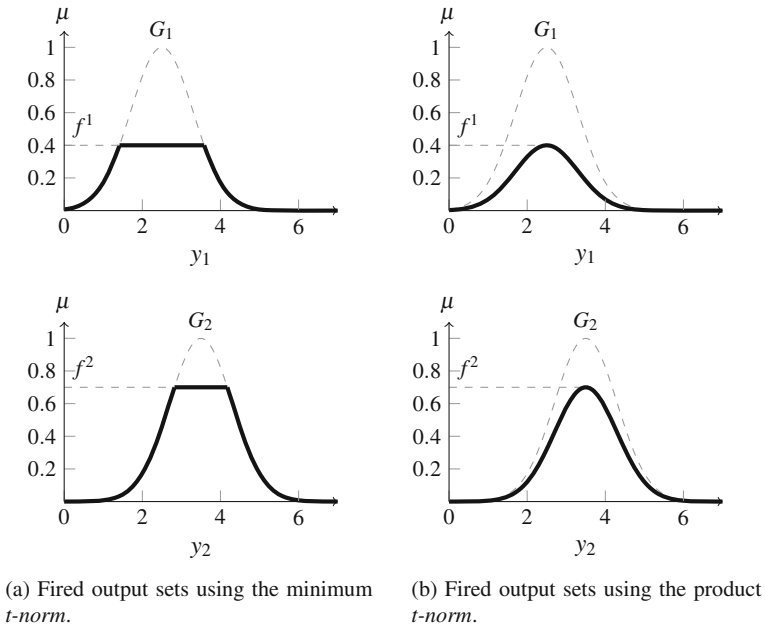 μ
G₁
1
0.8
0.6
f¹
0.4
0.2
0 2 4 6
y₁
μ
G₁
1
0.8
0.6
f¹
0.4
0.2
0 2 4 6
y₁
μ
G₂
1
0.8
f²
0.6
0.4
0.2
0 2 4 6
y₂
μ
G₂
1
0.8
f²
0.6
0.4
0.2
0 2 4 6
y₂
(a) Fired output sets using the minimum
t-norm.
(b) Fired output sets using the product
t-norm.